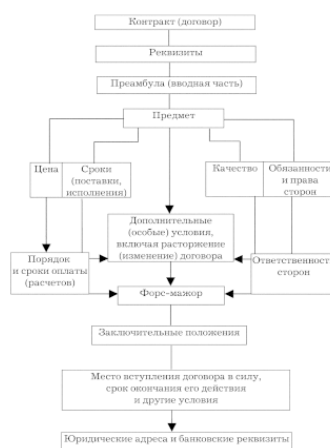 Контракт (договор)
Реквизиты
Преамбула (вводная часть)
Предмет
Цена
Сроки
(поставки,
исполнения)
Качество
Обязанности
и права
сторон
Дополнительные
(особые) условия,
включая расторжение
(изменение) договора
Порядок
и сроки оплаты
(расчетов)
Ответственность
сторон
Форс-мажор
Заключительные положения
Место вступления договора в силу,
срок окончания его действия
и другие условия
Юридические адреса и банковские реквизиты